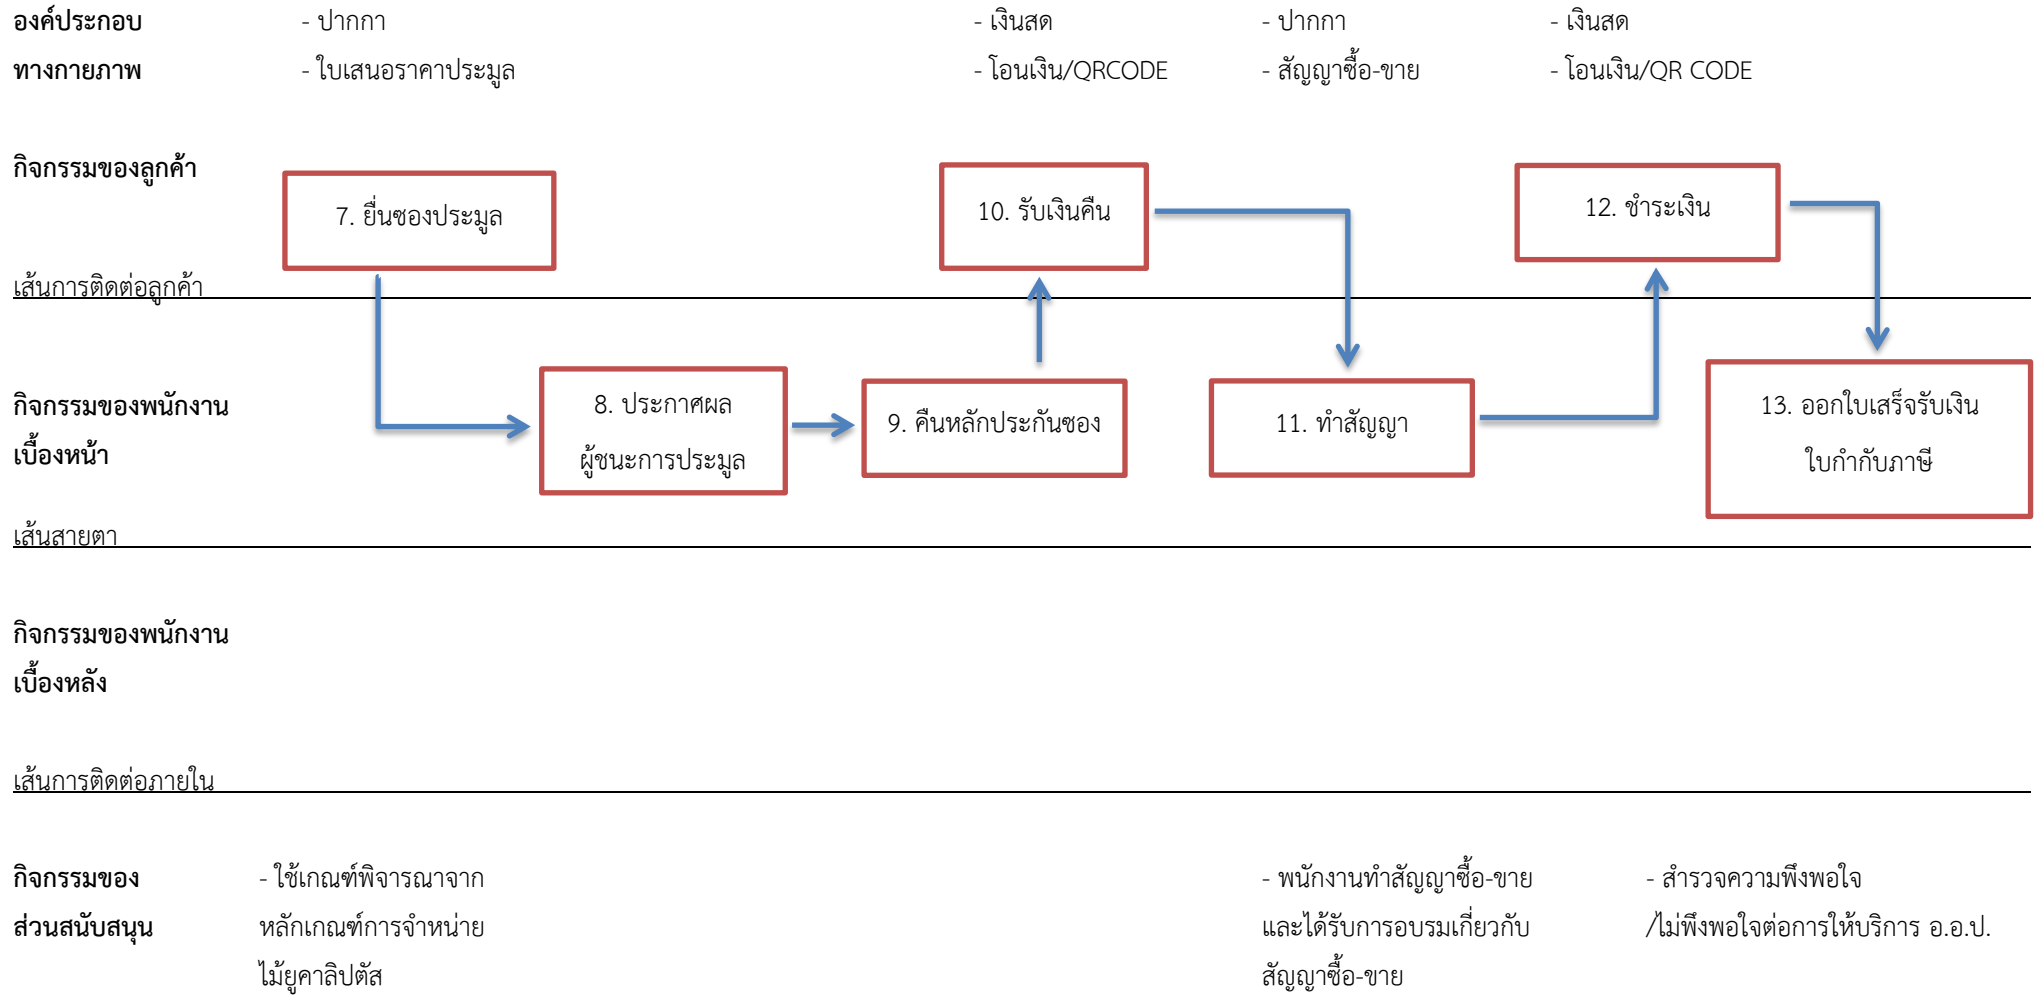 องค์ประกอบ - ปากกา - เงินสด - ปากกา - เงินสด
ทางกายภาพ - ใบเสนอราคาประมูล - โอนเงิน/QRCODE - สัญญาซื้อ-ขาย - โอนเงิน/QR CODE
กิจกรรมของลูกค้า
7. ยื่นซองประมูล
10. รับเงินคืน
12. ชำระเงิน
เส้นการติดต่อลูกค้า
กิจกรรมของพนักงาน
เบื้องหน้า
8. ประกาศผล
ผู้ชนะการประมูล
9. คืนหลักประกันซอง
11. ทำสัญญา
13. ออกใบเสร็จรับเงิน
ใบกำกับภาษี
เส้นสายตา
กิจกรรมของพนักงาน
เบื้องหลัง
เส้นการติดต่อภายใน
กิจกรรมของ - ใช้เกณฑ์พิจารณาจาก - พนักงานทำสัญญาซื้อ-ขาย - สำรวจความพึงพอใจ
ส่วนสนับสนุน หลักเกณฑ์การจำหน่าย และได้รับการอบรมเกี่ยวกับ /ไม่พึงพอใจต่อการให้บริการ อ.อ.ป.
ไม้ยูคาลิปตัส สัญญาซื้อ-ขาย